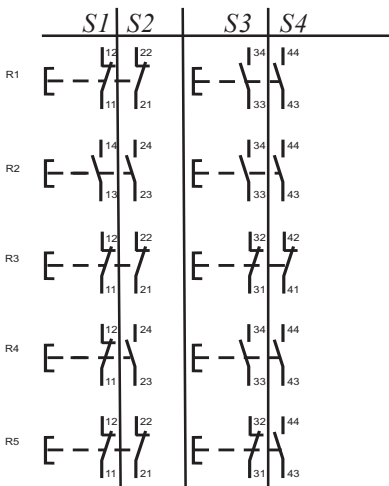 S1 S2 S3 S4
12 22 34 44
R1
11 21 33 43
14 24 34 44
R2
13 23 33 43
12 22 32 42
R3
11 21 31 41
12 24 34 44
R4
11 23 33 43
12 22 32 44
R5
11 21 31 43